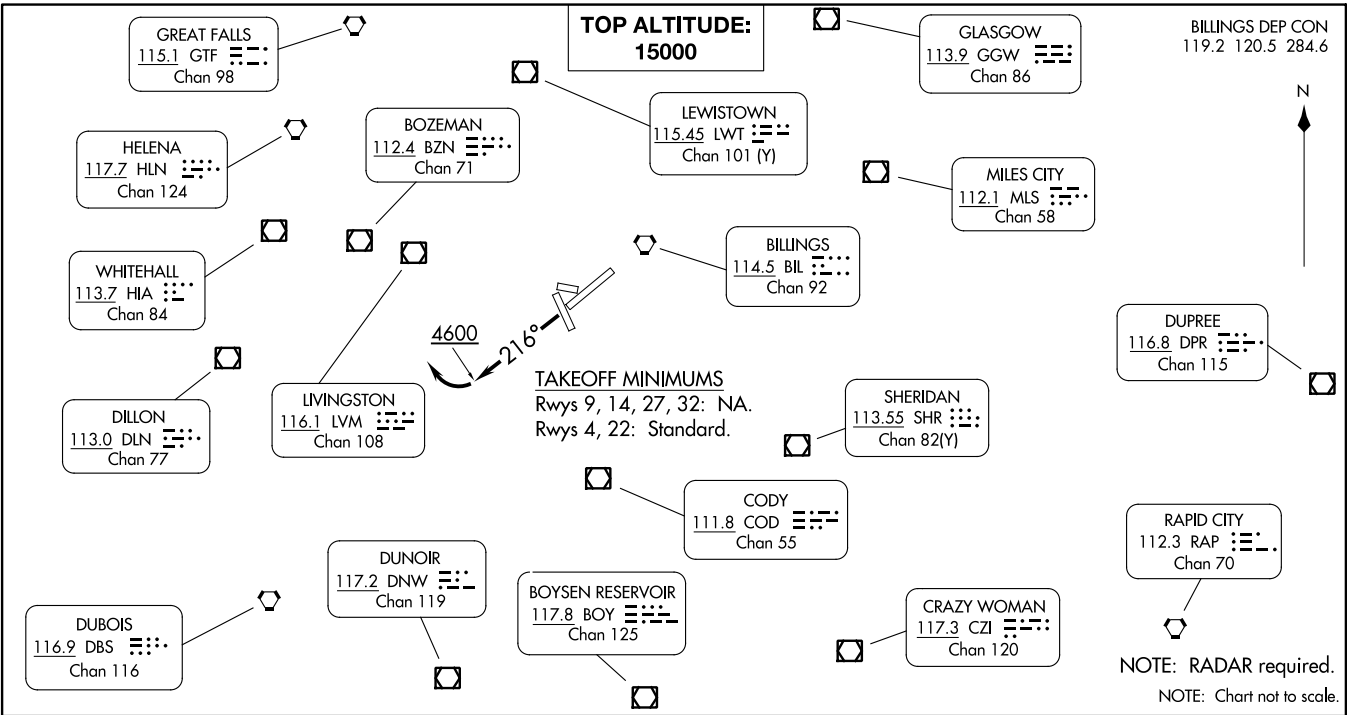 TOP ALTITUDE:
15000
BILLINGS DEP CON
119.2 120.5 284.6
N
GREAT FALLS
115.1 GTF
Chan 98
GLASGOW
113.9 GGW
Chan 86
LEWISTOWN
115.45 LWT
Chan 101 (Y)
BOZEMAN
112.4 BZN
Chan 71
HELENA
117.7 HLN
Chan 124
MILES CITY
112.1 MLS
Chan 58
WHITEHALL
113.7 HIA
Chan 84
BILLINGS
114.5 BIL
Chan 92
DUPREE
116.8 DPR
Chan 115
4600
216°
TAKEOFF MINIMUMS
Rwys 9, 14, 27, 32: NA.
Rwys 4, 22: Standard.
DILLON
113.0 DLN
Chan 77
LIVINGSTON
116.1 LVM
Chan 108
SHERIDAN
113.55 SHR
Chan 82(Y)
CODY
111.8 COD
Chan 55
RAPID CITY
112.3 RAP
Chan 70
DUNOIR
117.2 DNW
Chan 119
BOYSEN RESERVOIR
117.8 BOY
Chan 125
CRAZY WOMAN
117.3 CZI
Chan 120
DUBOIS
116.9 DBS
Chan 116
NOTE: RADAR required.
NOTE: Chart not to scale.